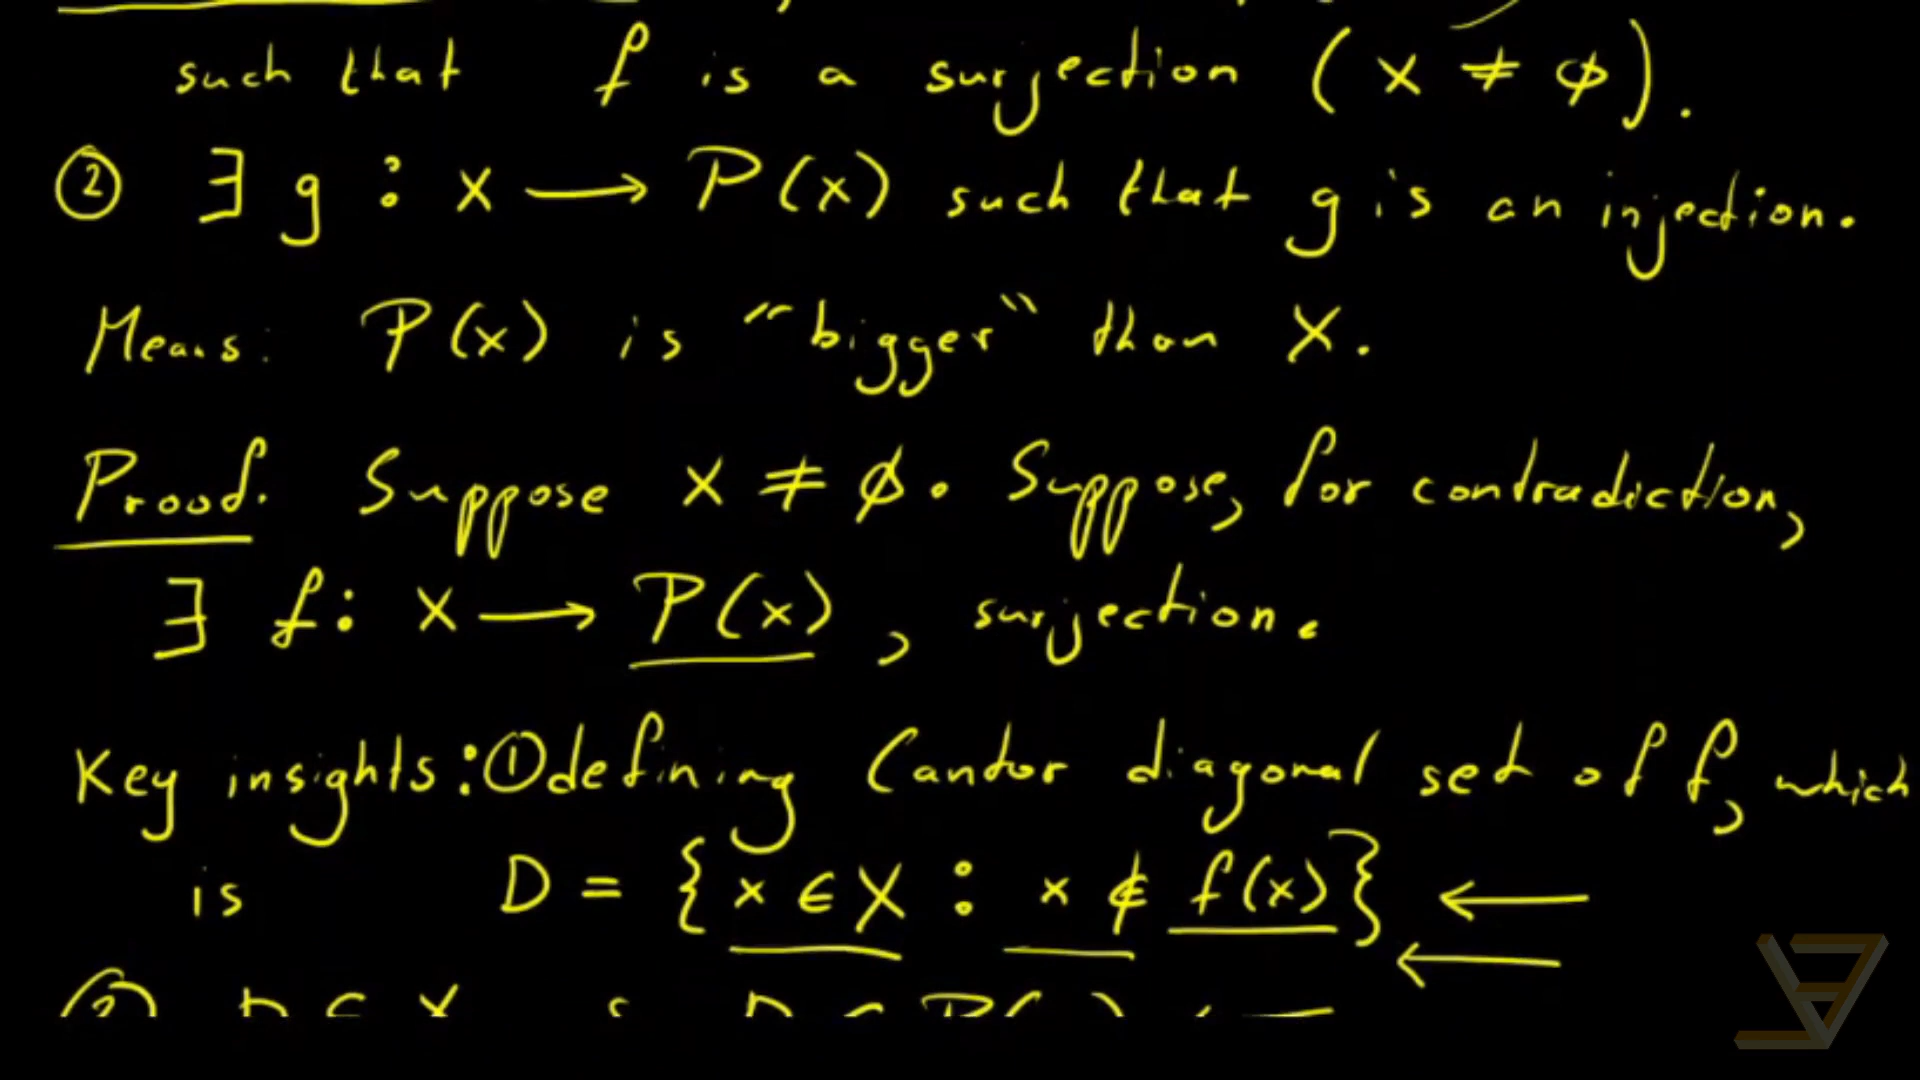 such that f is a surjection (X ≠ ∅).
② ∃ g : X → P(X) such that g is an injection.
Means: P(X) is "bigger" than X.
Proof. Suppose X ≠ ∅. Suppose, for contradiction,
∃ f: X → P(X), surjection.
Key insights: ① defining Cantor diagonal set of f, which
is D = {x ∈ X : x ∉ f(x)} ←
←